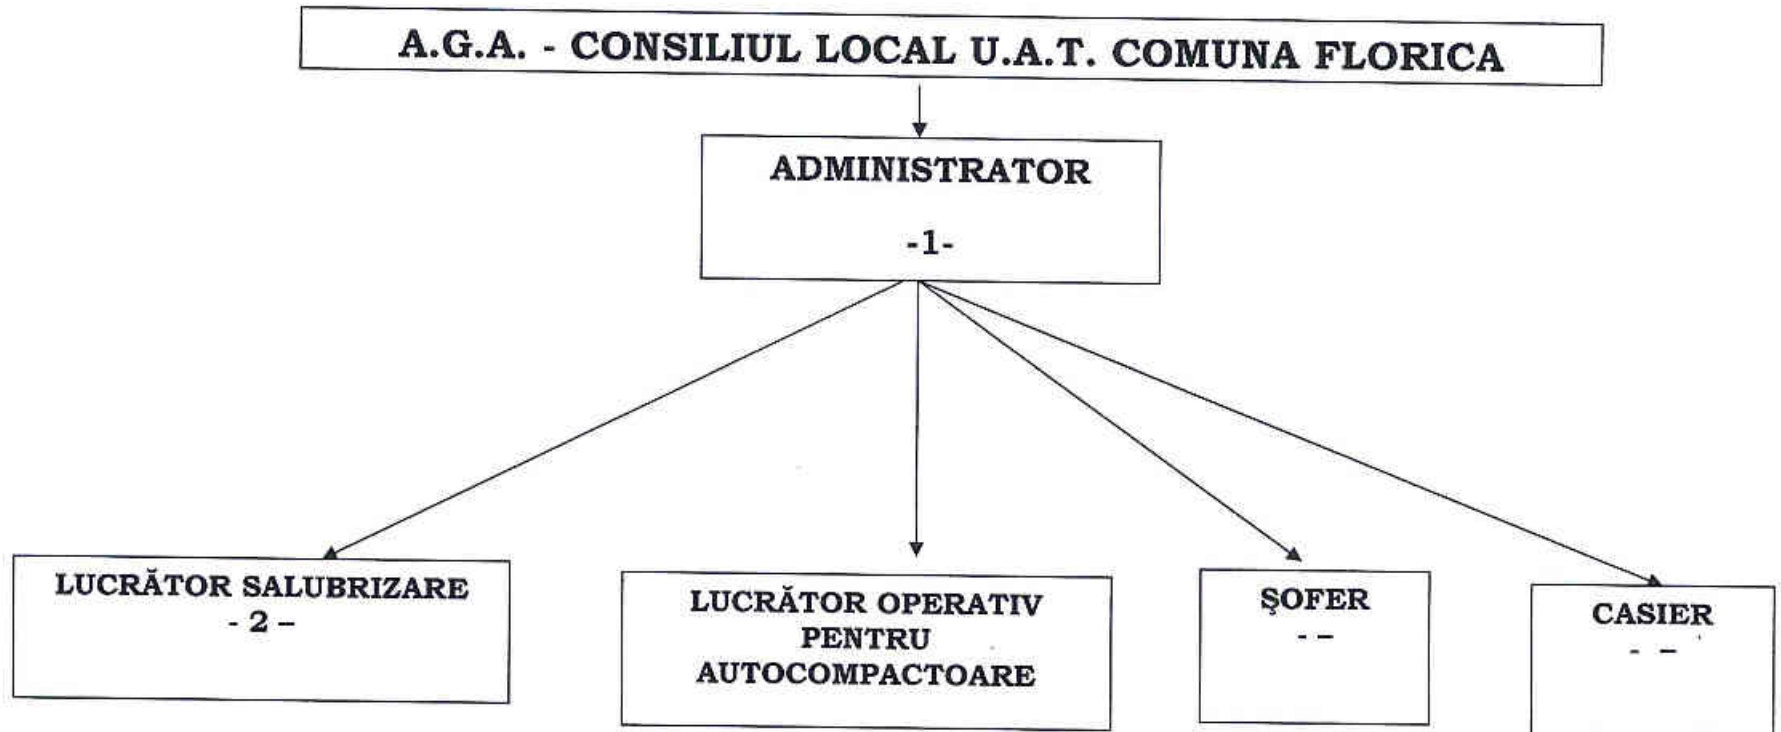 A.G.A. - CONSILIUL LOCAL U.A.T. COMUNA FLORICA
ADMINISTRATOR
-1-
LUCRĂTOR SALUBRIZARE
- 2 –
LUCRĂTOR OPERATIV
PENTRU
AUTOCOMPACTOARE
ŞOFER
- –
CASIER
- –